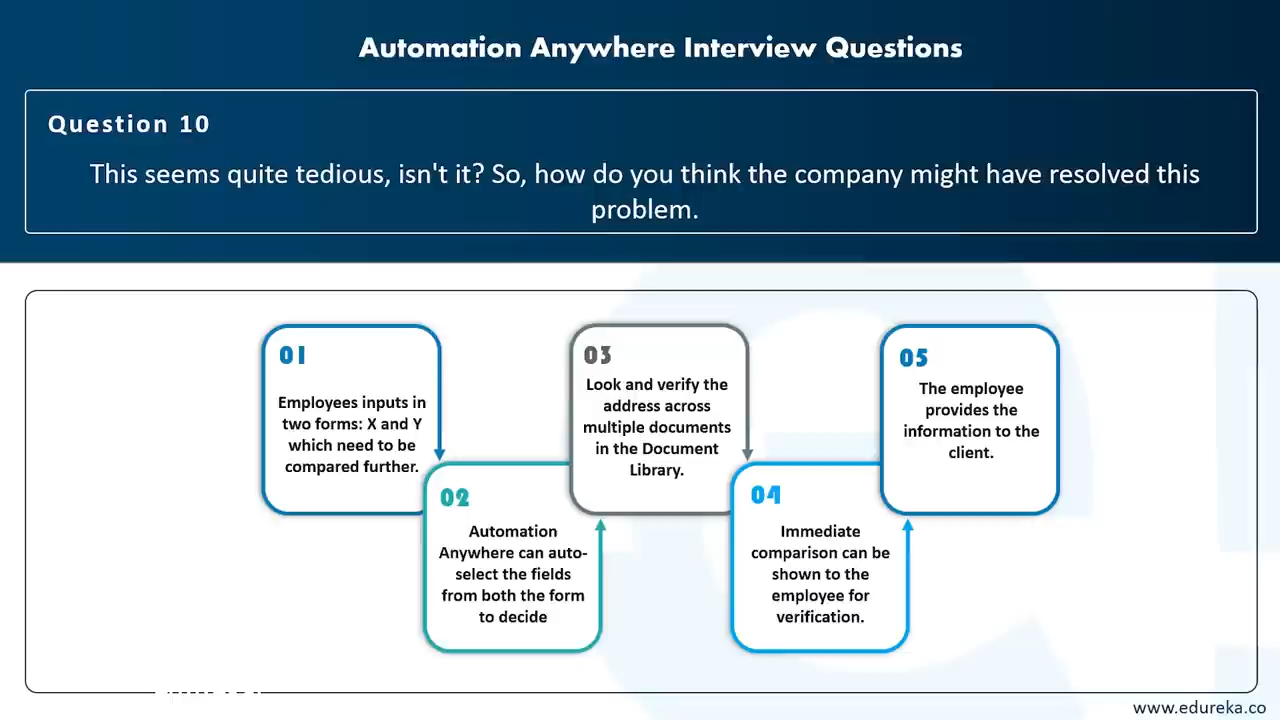 Automation Anywhere Interview Questions
Question 10
This seems quite tedious, isn't it? So, how do you think the company might have resolved this
problem.
01
Employees inputs in
two forms: X and Y
which need to be
compared further.
02
Automation
Anywhere can auto-
select the fields
from both the form
to decide
03
Look and verify the
address across
multiple documents
in the Document
Library.
04
Immediate
comparison can be
shown to the
employee for
verification.
05
The employee
provides the
information to the
client.
www.edureka.co